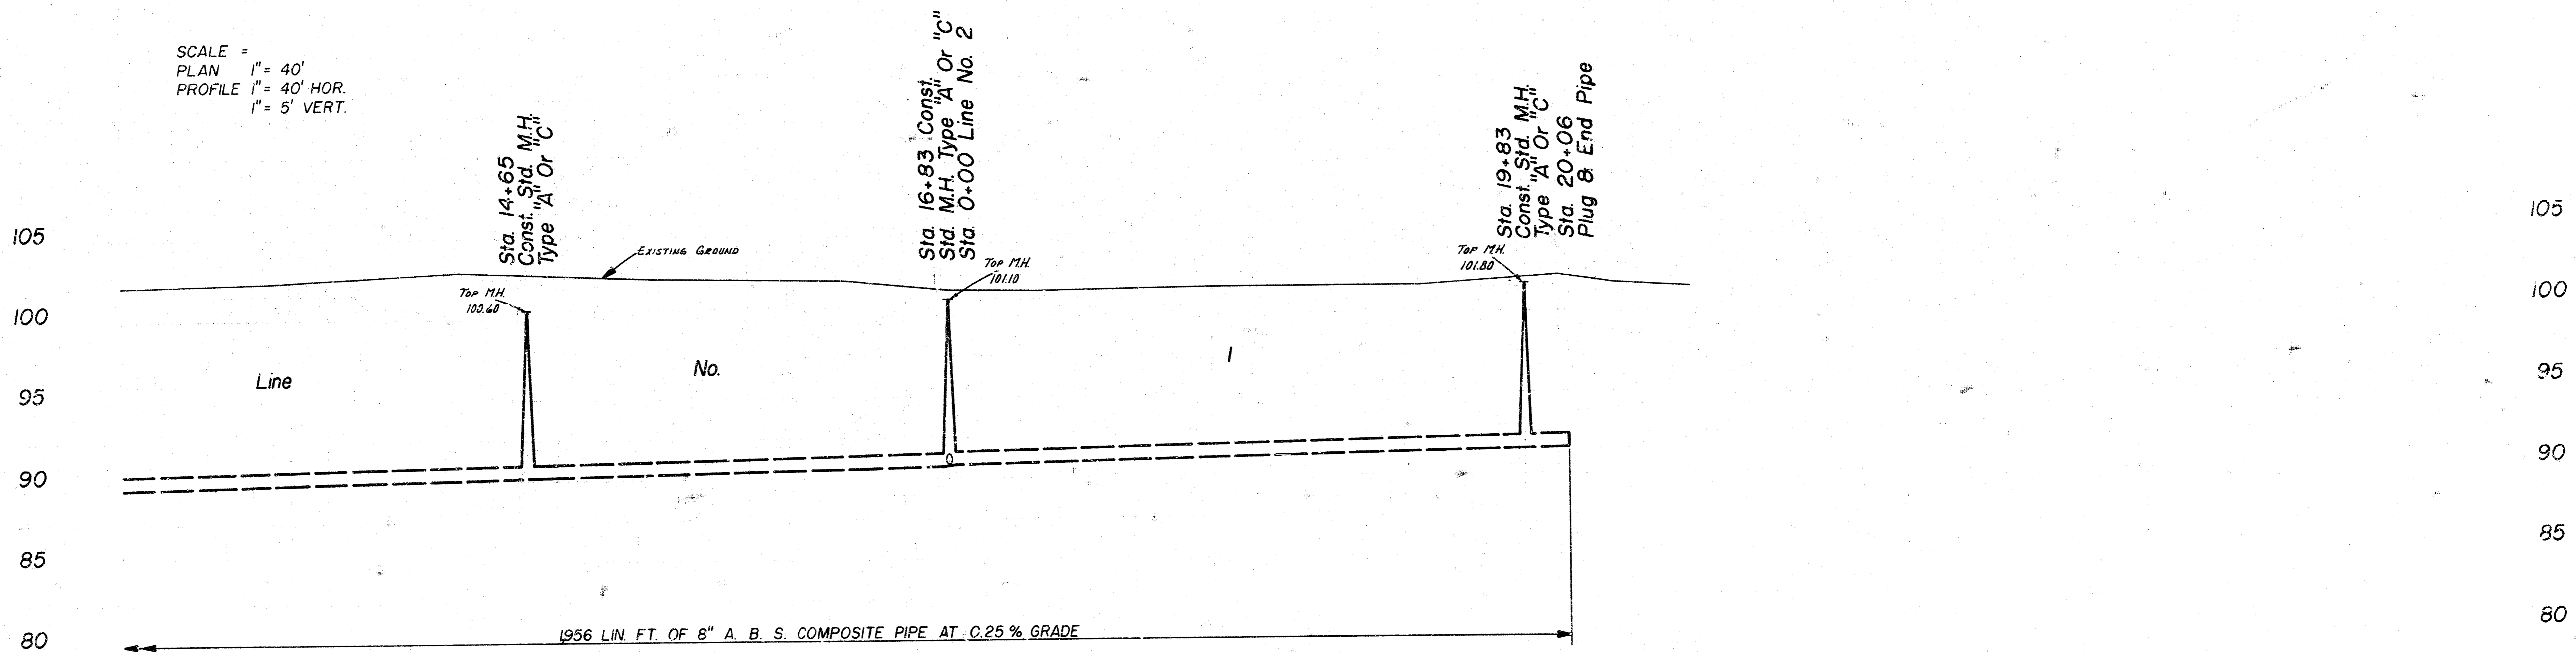 SCALE =
PLAN 1" = 40'
PROFILE 1" = 40' HOR.
1" = 5' VERT.
Sta. 14+65
Const. Std. M.H.
Type "A" Or "C"
Sta. 16+83 Const.
Std. M.H. Type "A" Or "C"
Sta. 0+00 Line No. 2
Sta. 19+83
Const. Std. M.H.
Type "A" Or "C"
Sta. 20+06
Plug & End Pipe
105
105
EXISTING GROUND
TOP M.H.
101.10
TOP M.H.
101.80
TOP M.H.
100.60
100
100
Line
No.
1
95
95
90
90
85
85
1956 LIN. FT. OF 8" A. B. S. COMPOSITE PIPE AT 0.25 % GRADE
80
80